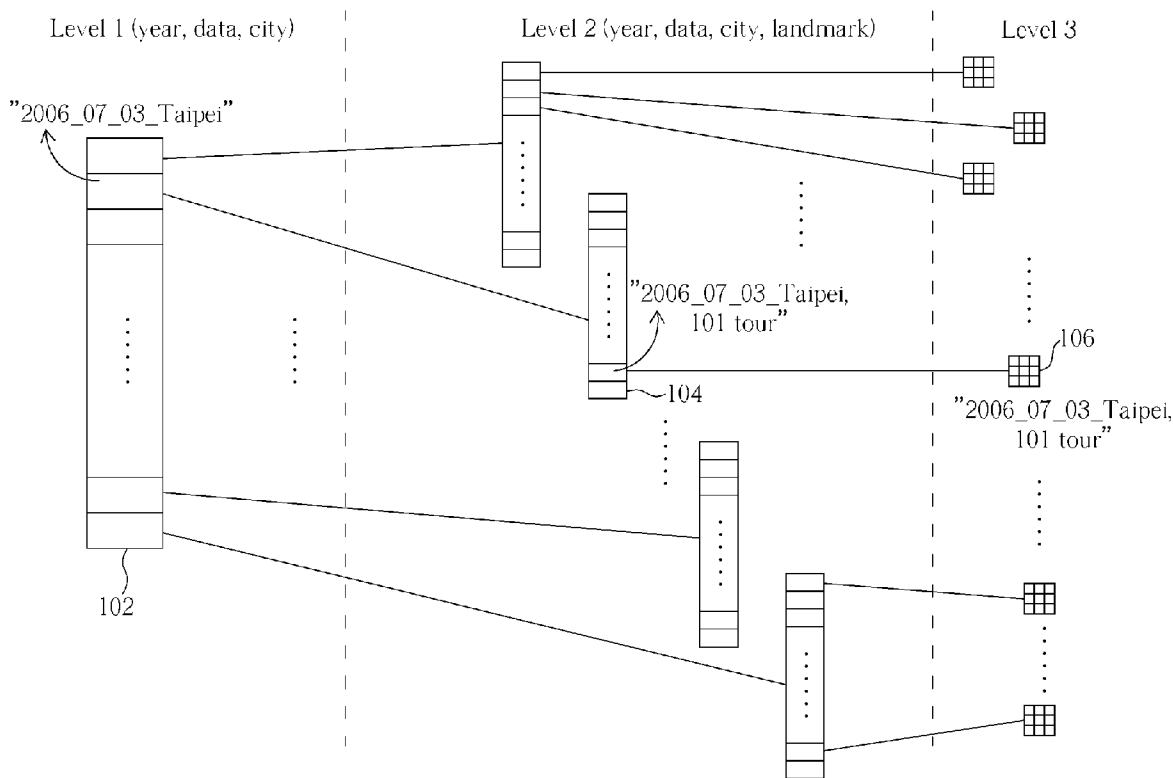 Level 1 (year, data, city)
Level 2 (year, data, city, landmark)
Level 3
”2006_07_03_Taipei”
”2006_07_03_Taipei,
101 tour”
106
104
”2006_07_03_Taipei,
101 tour”
102